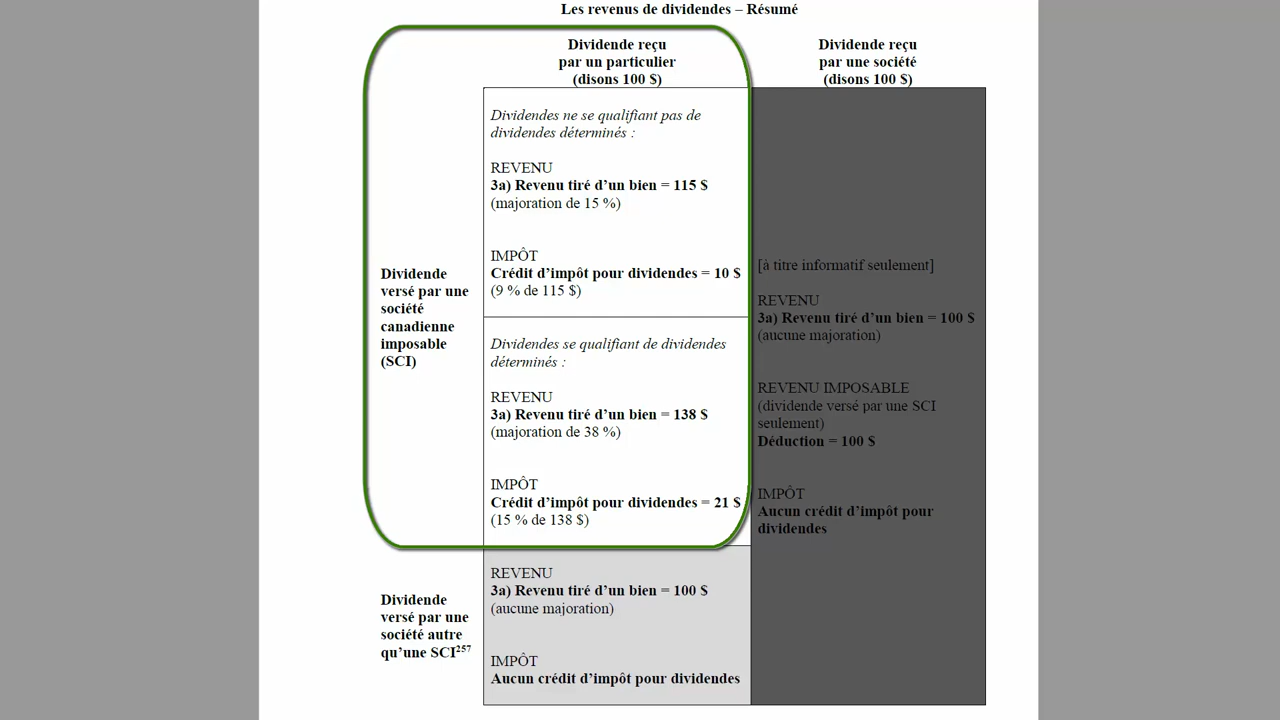 Les revenus de dividendes – Résumé
Dividende reçu
par un particulier
(disons 100 $)
Dividende reçu
par une société
(disons 100 $)
Dividende
versé par une
société
canadienne
imposable
(SCI)
Dividendes ne se qualifiant pas de
dividendes déterminés :
REVENU
3a) Revenu tiré d’un bien = 115 $
(majoration de 15 %)
IMPÔT
Crédit d’impôt pour dividendes = 10 $
(9 % de 115 $)
Dividendes se qualifiant de dividendes
déterminés :
REVENU
3a) Revenu tiré d’un bien = 138 $
(majoration de 38 %)
IMPÔT
Crédit d’impôt pour dividendes = 21 $
(15 % de 138 $)
[à titre informatif seulement]
REVENU
3a) Revenu tiré d’un bien = 100 $
(aucune majoration)
REVENU IMPOSABLE
(dividende versé par une SCI
seulement)
Déduction = 100 $
IMPÔT
Aucun crédit d’impôt pour
dividendes
Dividende
versé par une
société autre
qu’une SCI257
REVENU
3a) Revenu tiré d’un bien = 100 $
(aucune majoration)
IMPÔT
Aucun crédit d’impôt pour dividendes